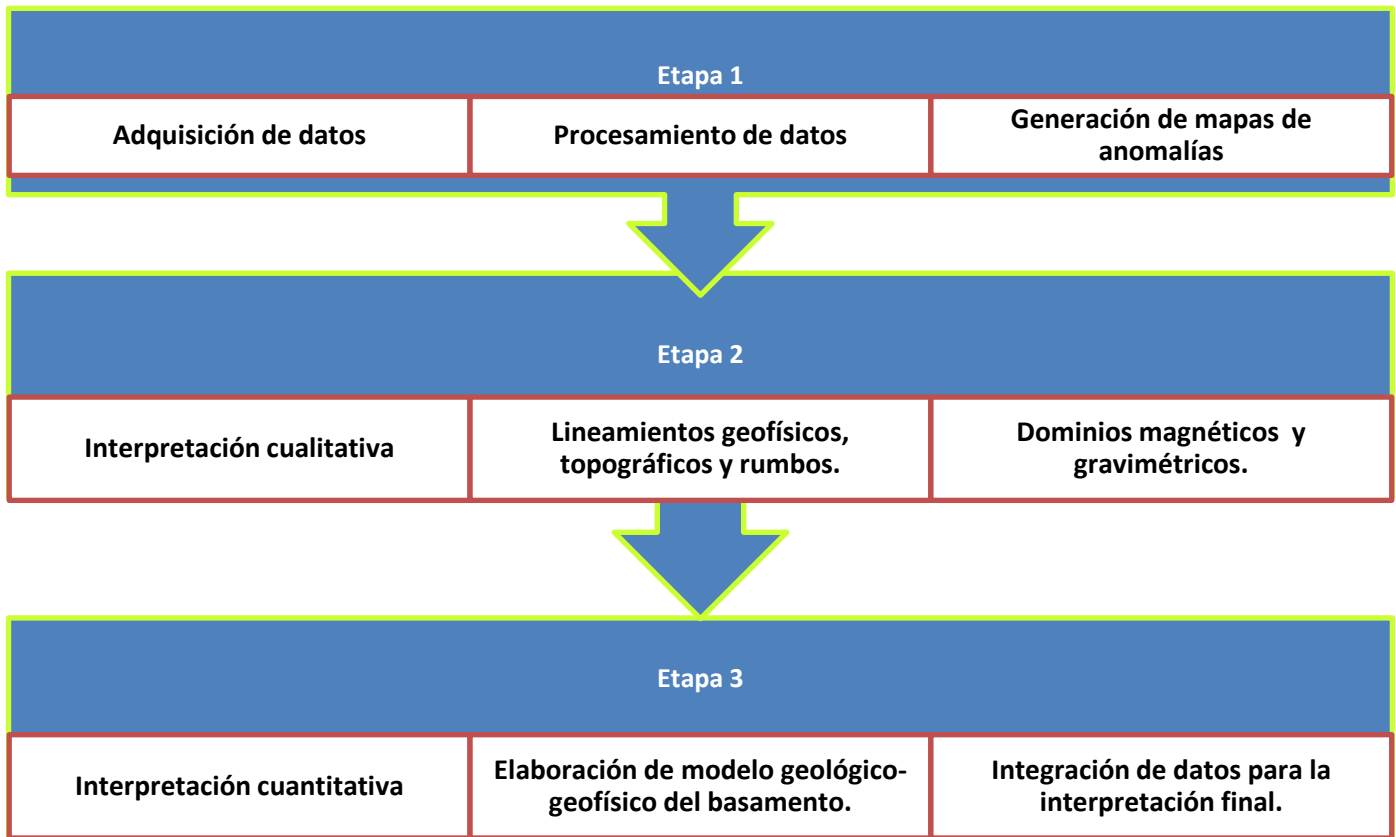 Etapa 1
Adquisición de datos
Procesamiento de datos
Generación de mapas de
anomalías
Etapa 2
Interpretación cualitativa
Lineamientos geofísicos,
topográficos y rumbos.
Dominios magnéticos y
gravimétricos.
Etapa 3
Interpretación cuantitativa
Elaboración de modelo geológico-
geofísico del basamento.
Integración de datos para la
interpretación final.